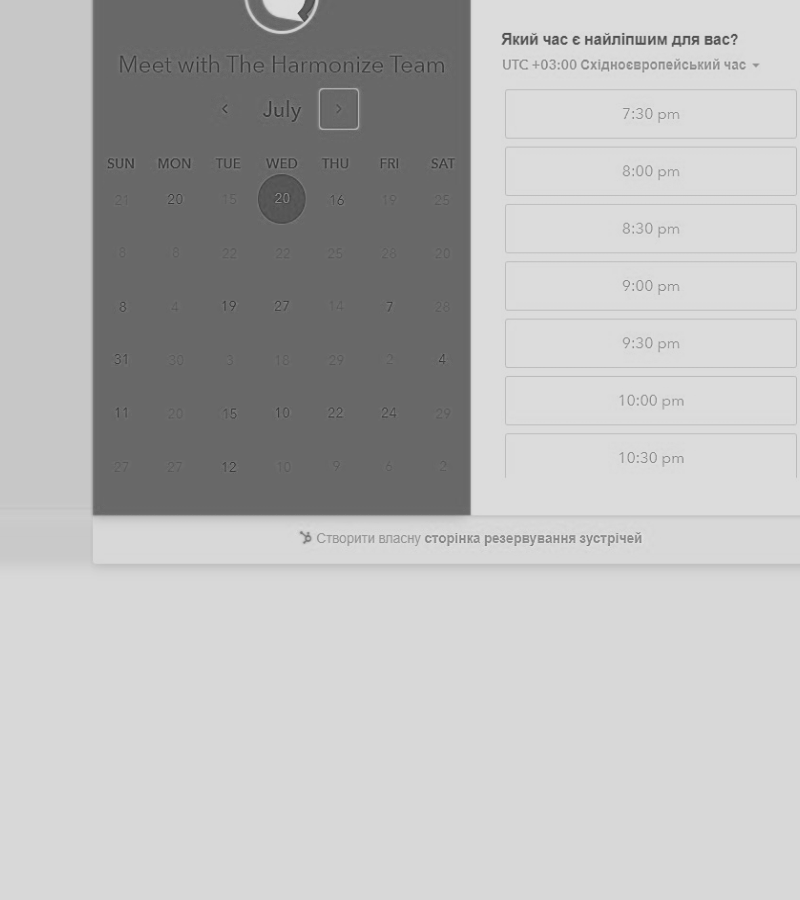 Meet with The Harmonize Team
July
SUN MON TUE WED THU FRI SAT
21 20 15 20 16 19 25
8 8 22 22 25 28 20
8 4 19 27 14 7 28
31 30 3 18 29 2 4
11 20 15 10 22 24 29
27 27 12 10 9 6 2
Який час є найліпшим для вас?
UTC +03:00 Східноєвропейський час
7:30 pm
8:00 pm
8:30 pm
9:00 pm
9:30 pm
10:00 pm
10:30 pm
Створити власну сторінка резервування зустрічей